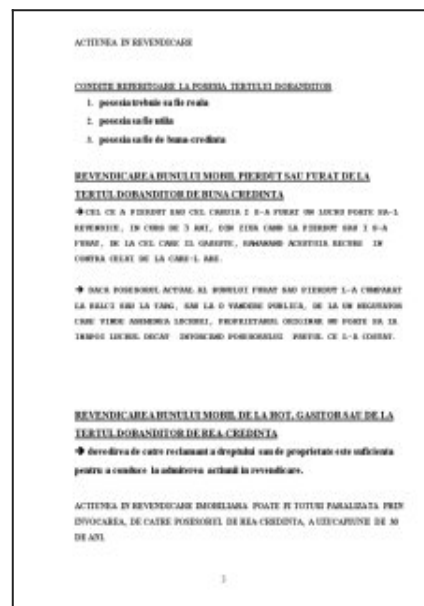 ACTIUNEA IN REVENDICARE
CONDITII REFERITOARE LA POSESIA TERTULUI DOBANDITOR
1. posesia trebuie sa fie reala
2. posesia sa fie utila
3. posesia sa fie de buna-credinta
REVENDICAREA BUNULUI MOBIL PIERDUT SAU FURAT DE LA
TERTUL DOBANDITOR DE BUNA CREDINTA
➔ CEL CE A PIERDUT SAU CEL CARUIA I S-A FURAT UN LUCRU POATE SA-L
REVENDICE, IN CURS DE 3 ANI, DIN ZIUA CAND L-A PIERDUT SAU I S-A
FURAT, DE LA CEL CARE IL GASESTE, RAMANAND ACESTUIA RECURS IN
CONTRA CELUI DE LA CARE-L ARE.
➔ DACA POSESORUL ACTUAL AL BUNULUI FURAT SAU PIERDUT L-A CUMPARAT
LA BALCI SAU LA TARG, SAU LA O VANDERE PUBLICA, DE LA UN NEGUTATOR
CARE VINDE ASEMENEA LUCRURI, PROPRIETARUL ORIGINAR NU POATE SA IA
INAPOI LUCRUL DECAT INTORCAND POSESORULUI PRETUL CE L-A COSTAT.
REVENDICAREA BUNULUI MOBIL DE LA HOT, GASITOR SAU DE LA
TERTUL DOBANDITOR DE REA-CREDINTA
➔ dovedirea de catre reclamant a dreptului sau de proprietate este suficienta
pentru a conduce la admiterea actiunii in revendicare.
ACTIUNEA IN REVENDICARE IMOBILIARA POATE FI TOTUSI PARALIZATA PRIN
INVOCAREA, DE CATRE POSESORUL DE REA CREDINTA, A UZUCAPIUNII DE 30
DE ANI.